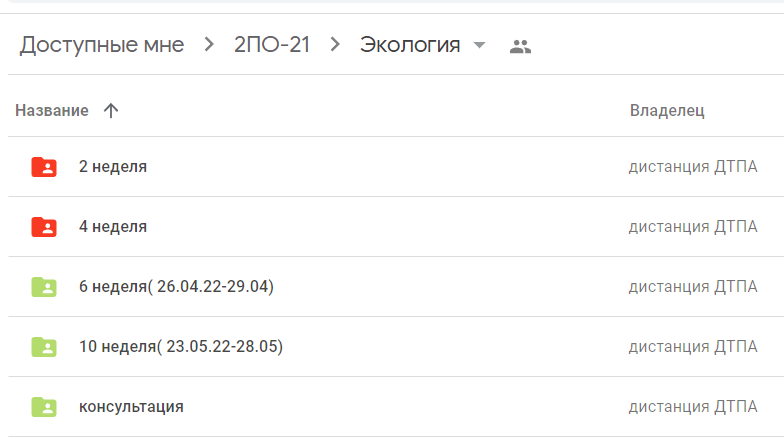 Доступные мне 2ПО-21 Экология
Название Владелец
2 неделя дистанция ДТПА
4 неделя дистанция ДТПА
6 неделя( 26.04.22-29.04) дистанция ДТПА
10 неделя( 23.05.22-28.05) дистанция ДТПА
консультация дистанция ДТПА